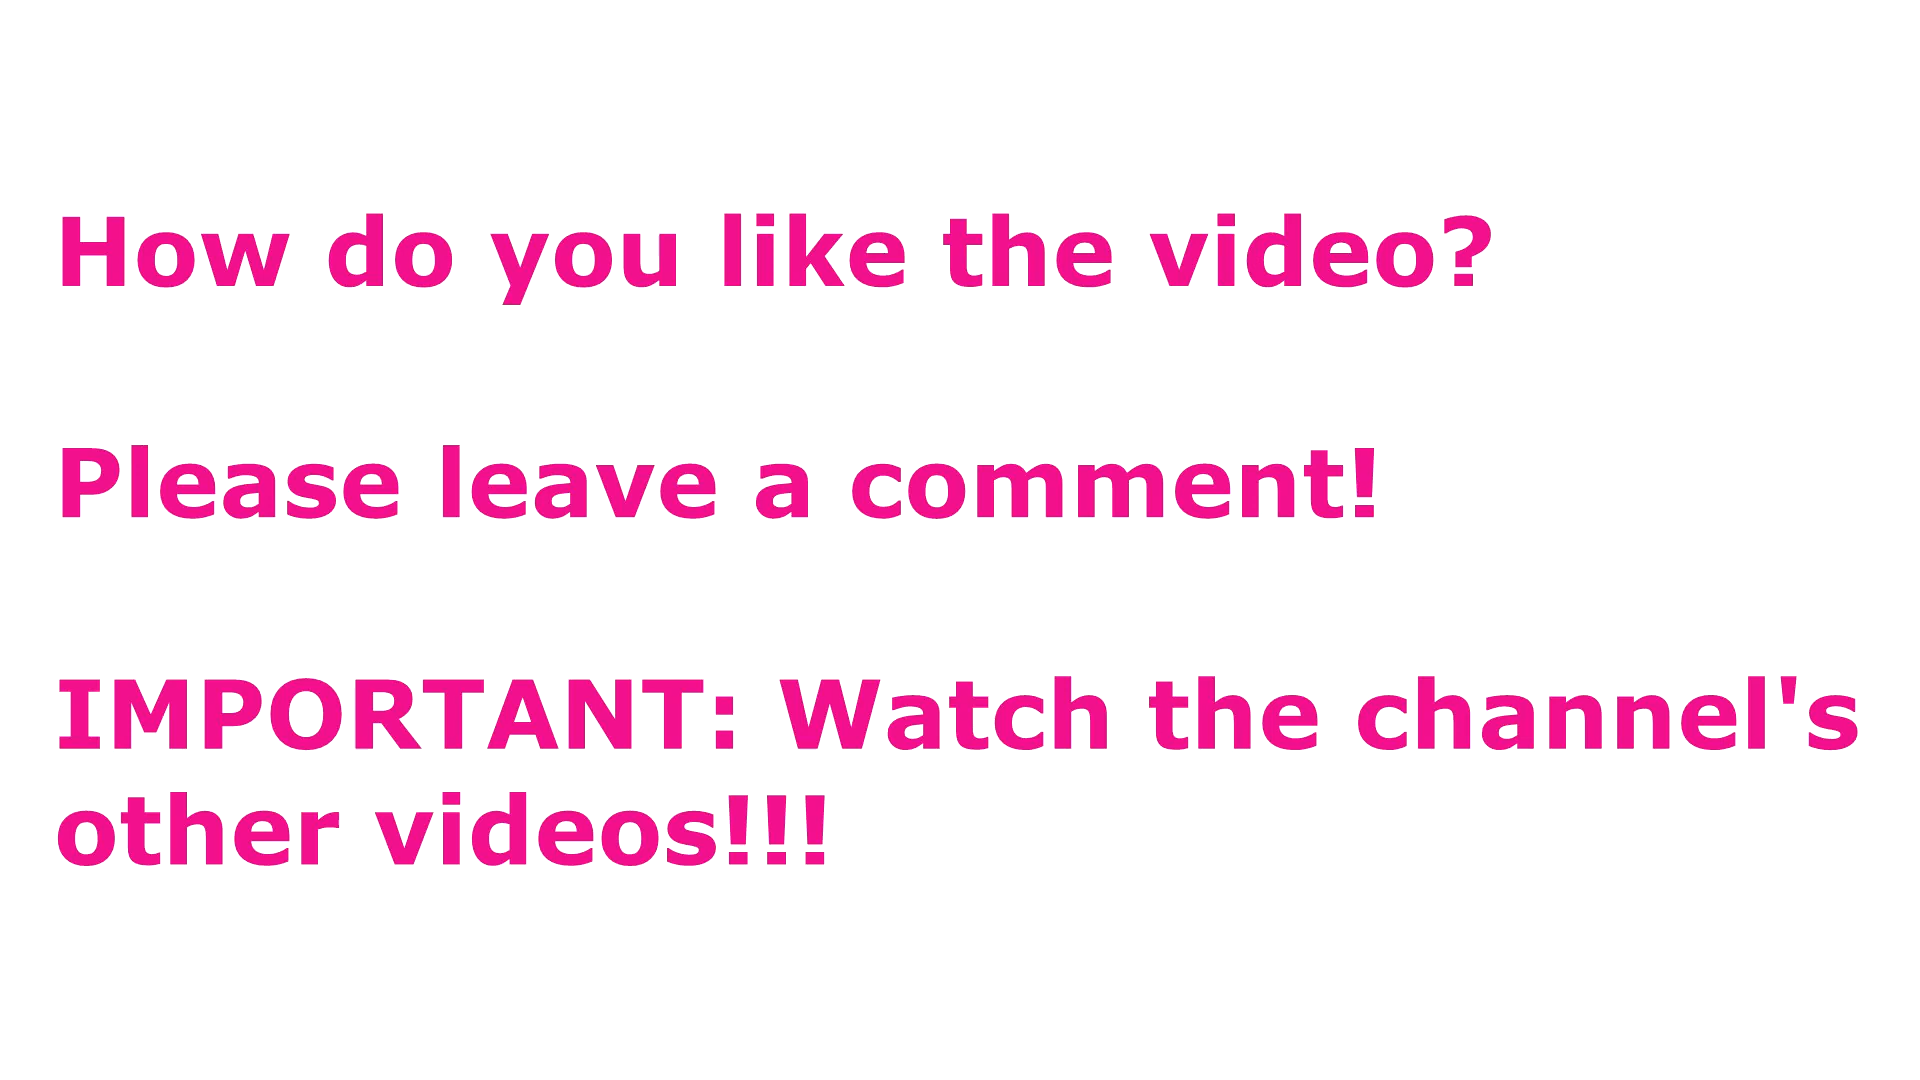 How do you like the video?
Please leave a comment!
IMPORTANT: Watch the channel's
other videos!!!